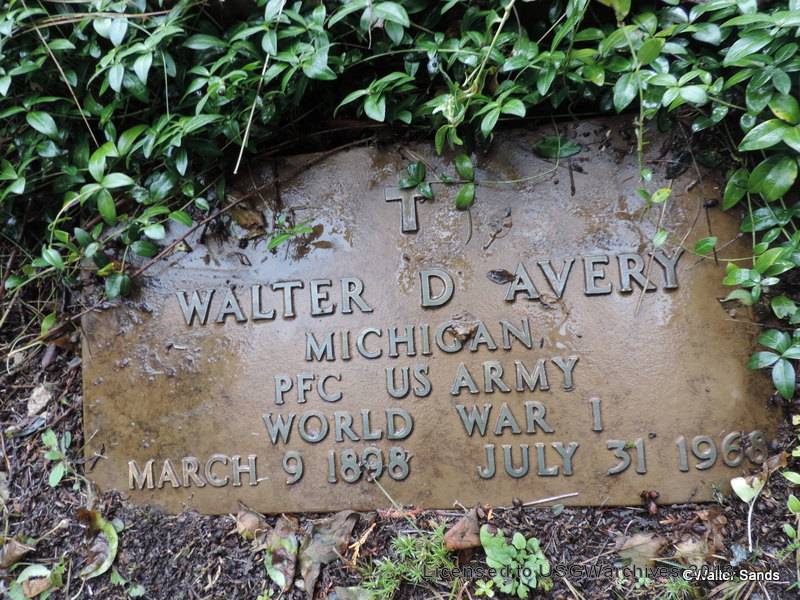 WALTER D AVERY
MICHIGAN
PFC US ARMY
WORLD WAR I
MARCH 9 1898 JULY 31 1968
Licensed to USGWarchives
©Walter Sands